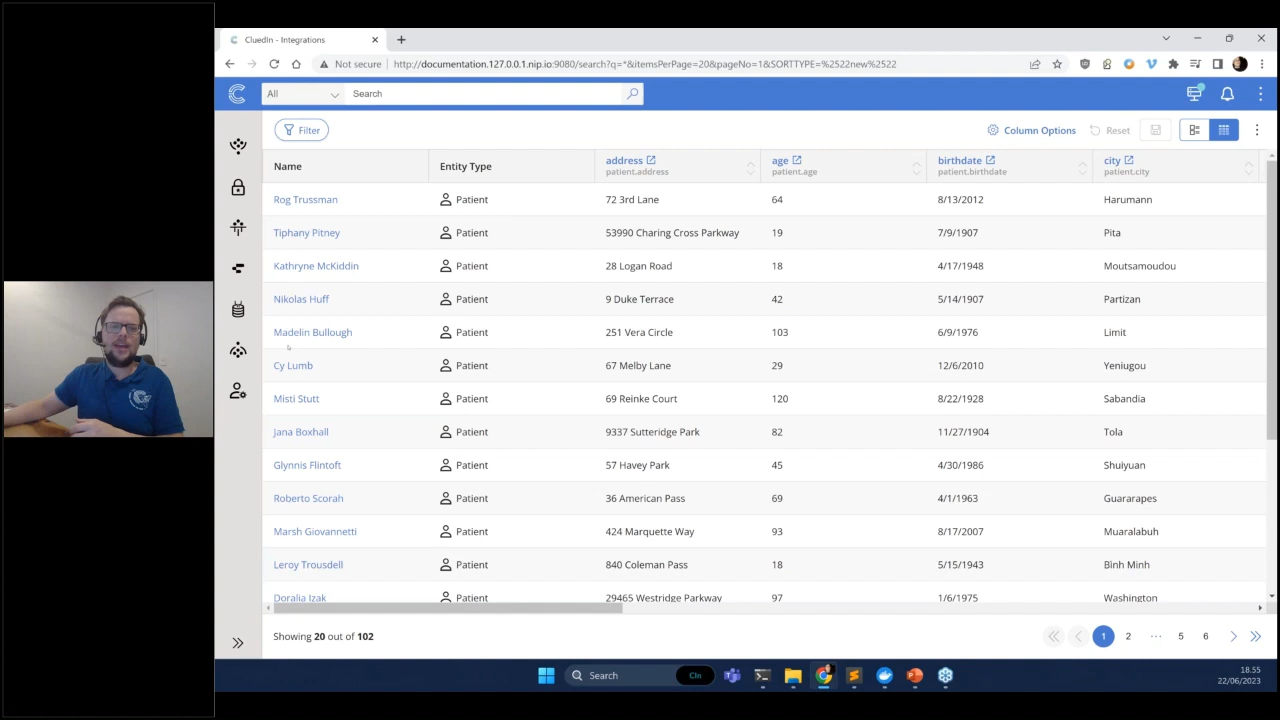 CluedIn - Integrations
Not secure http://documentation.127.0.0.1.nip.io:9080/search?q=*&itemsPerPage=20&pageNo=1&SORTTYPE=%2522new%2522
All Search
Filter Column Options Reset
Name Entity Type address age birthdate city
patient.address patient.age patient.birthdate patient.city
Rog Trussman Patient 72 3rd Lane 64 8/13/2012 Harumann
Tiphany Pitney Patient 53990 Charing Cross Parkway 19 7/9/1907 Pita
Kathryne McKiddin Patient 28 Logan Road 18 4/17/1948 Moutsamoudou
Nikolas Huff Patient 9 Duke Terrace 42 5/14/1907 Partizan
Madelin Bullough Patient 251 Vera Circle 103 6/9/1976 Limit
Cy Lumb Patient 67 Melby Lane 29 12/6/2010 Yeniugou
Misti Stutt Patient 69 Reinke Court 120 8/22/1928 Sabandia
Jana Boxhall Patient 9337 Sutteridge Park 82 11/27/1904 Tola
Glynnis Flintoft Patient 57 Havey Park 45 4/30/1986 Shuiyuan
Roberto Scorah Patient 36 American Pass 69 4/1/1963 Guararapes
Marsh Giovannetti Patient 424 Marquette Way 93 8/17/2007 Muaralabuh
Leroy Trousdell Patient 840 Coleman Pass 18 5/15/1943 Bình Minh
Doralia Izak Patient 29465 Westridge Parkway 97 1/6/1975 Washington
Showing 20 out of 102 1 2 ... 5 6
Search Cln
18.55
22/06/2023